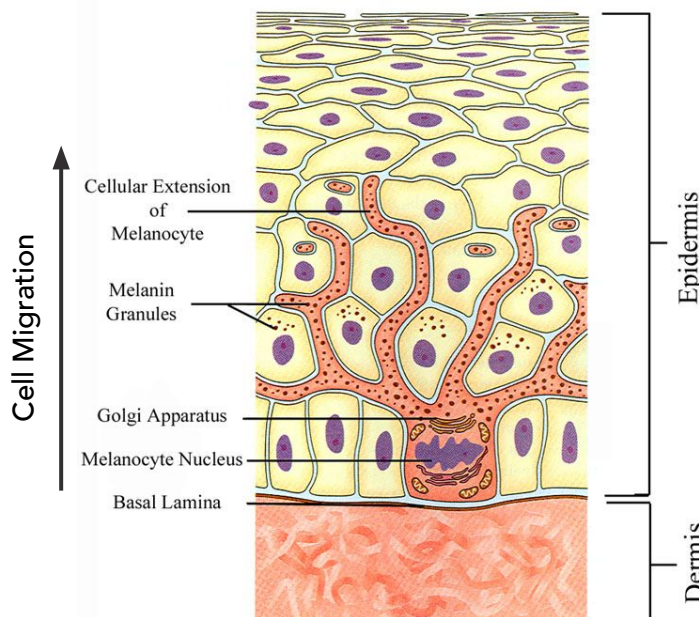 Cellular Extension
of
Melanocyte
Melanin
Granules
Golgi Apparatus
Melanocyte Nucleus
Basal Lamina
Cell Migration
Epidermis
Dermis